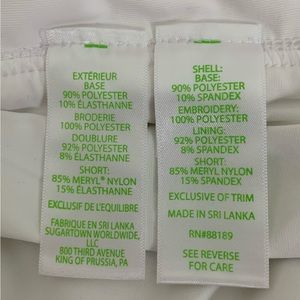 EXTÉRIEUR
BASE
90% POLYESTER
10% ÉLASTHANNE
BRODERIE
100% POLYESTER
DOUBLURE
92% POLYESTER
8% ÉLASTHANNE
SHORT:
85% MERYL® NYLON
15% ÉLASTHANNE
EXCLUSIF DE L'EQUILIBRE
FABRIQUE EN SRI LANKA
SUGARTOWN WORLDWIDE,
LLC
800 THIRD AVENUE
KING OF PRUSSIA, PA
SHELL:
BASE:
90% POLYESTER
10% SPANDEX
EMBROIDERY:
100% POLYESTER
LINING:
92% POLYESTER
8% SPANDEX
SHORT:
85% MERYL NYLON
15% SPANDEX
EXCLUSIVE OF TRIM
MADE IN SRI LANKA
RN#88189
SEE REVERSE
FOR CARE